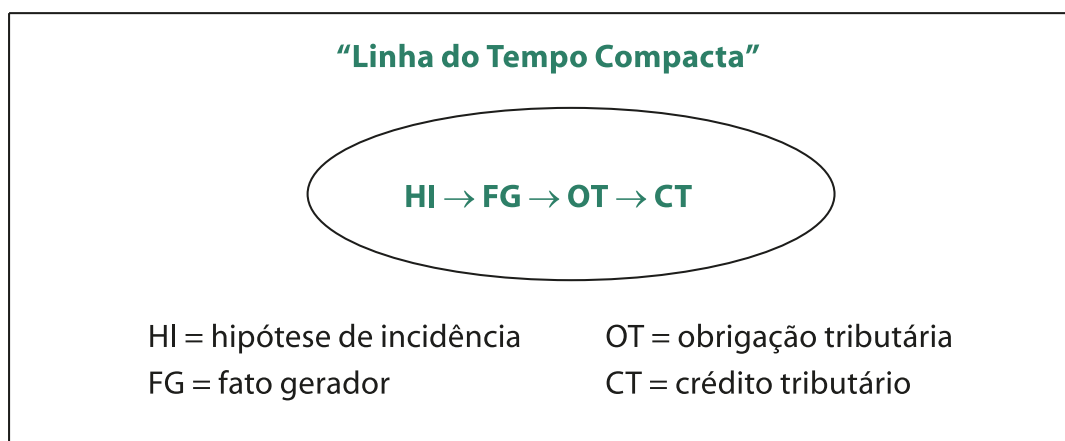 “Linha do Tempo Compacta”
HI → FG → OT → CT
HI = hipótese de incidência
OT = obrigação tributária
FG = fato gerador
CT = crédito tributário